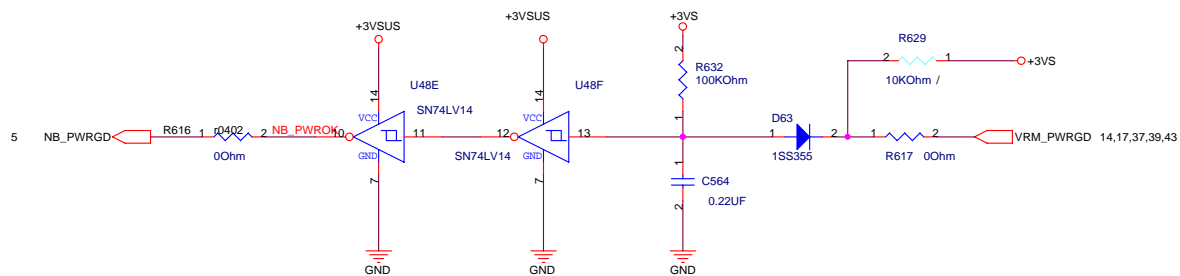 +3VSUS
+3VSUS
+3VS
R629
2
1
+3VS
10KOhm /
2
R632
100KOhm
1
U48E
SN74LV14
U48F
14
VCC
14
VCC
5
NB_PWRGD
R616
1
r0402
2
NB_PWROK
10
11
12
13
0Ohm
GND
7
SN74LV14
GND
7
D63
1
2
1SS355
1
2
R617
0Ohm
VRM_PWRGD
14,17,37,39,43
1
C564
0.22UF
2
GND
GND
GND